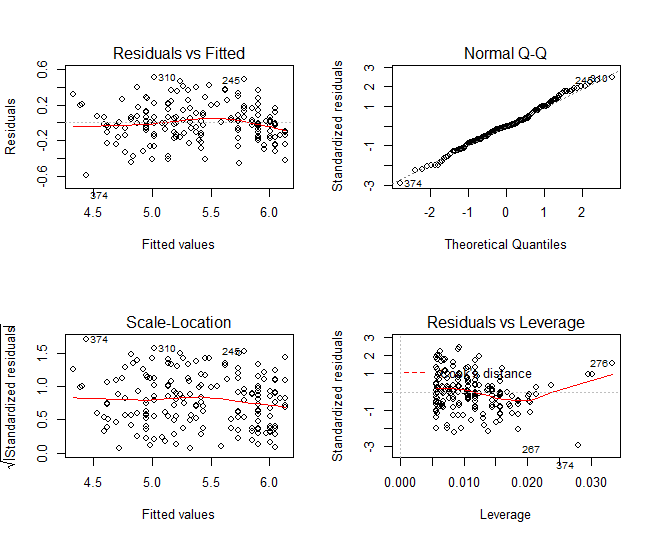 Residuals vs Fitted
Residuals
0.6
0.2
-0.2
-0.6
310
245
374
4.5 5.0 5.5 6.0
Fitted values
Normal Q-Q
Standardized residuals
3
2
1
-1
-3
245
310
374
-2 -1 0 1 2
Theoretical Quantiles
Scale-Location
√|Standardized residuals|
1.5
1.0
0.5
0.0
374
310
245
4.5 5.0 5.5 6.0
Fitted values
Residuals vs Leverage
Standardized residuals
3
2
1
-1
-3
distance
276
267
374
0.000 0.010 0.020 0.030
Leverage